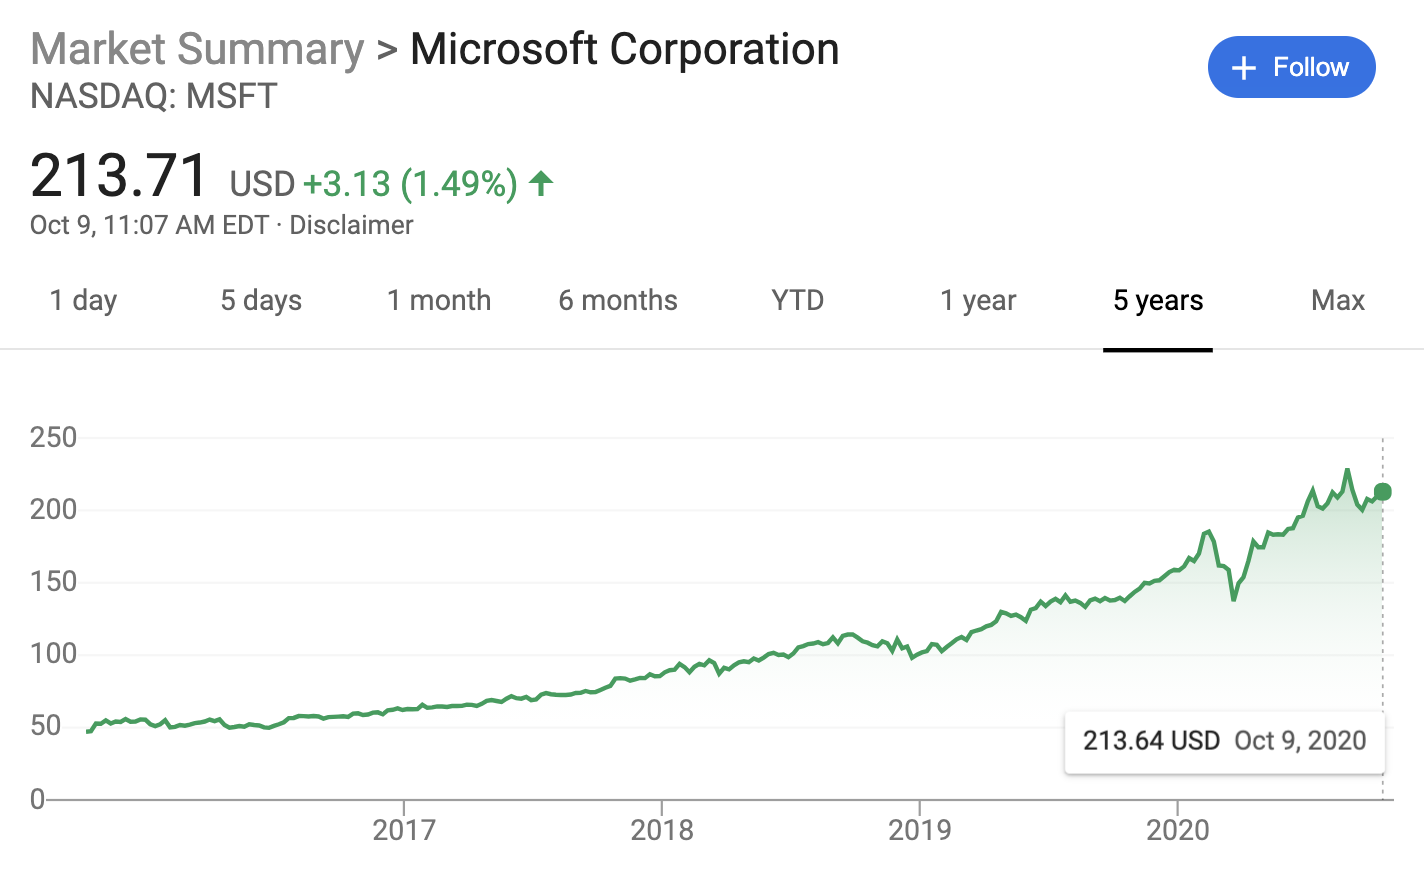 Market Summary > Microsoft Corporation
NASDAQ: MSFT
+ Follow
213.71 USD +3.13 (1.49%) ↑
Oct 9, 11:07 AM EDT · Disclaimer
1 day 5 days 1 month 6 months YTD 1 year 5 years Max
250
200
150
100
50
213.64 USD Oct 9, 2020
0
2017 2018 2019 2020